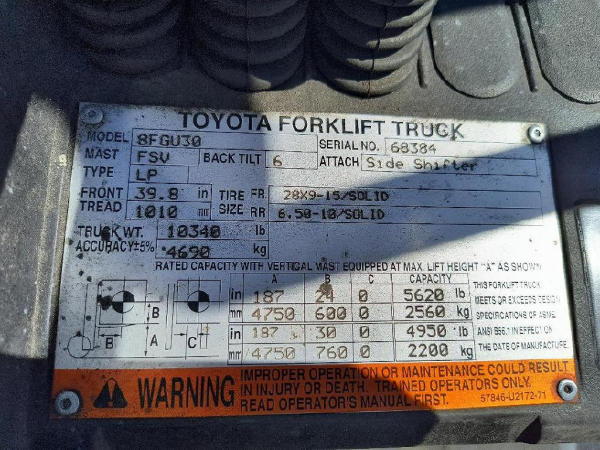 TOYOTA FORKLIFT TRUCK
MODEL 8FGU30 SERIAL NO. 68384
MAST FSV BACK TILT 6 ATTACH Side Shifter
TYPE LP
FRONT 39.8 in TIRE FR 28X9-15/SOLID
TREAD 1010 mm SIZE RR 6.50-10/SOLID
TRUCK WT. 10340 lb
ACCURACY±5% 4690 kg
RATED CAPACITY WITH VERTICAL MAST EQUIPPED AT MAX. LIFT HEIGHT "A" AS SHOWN
A B C CAPACITY
in 187 24 0 5620 lb
mm 4750 600 0 2560 kg
in 187 30 0 4950 lb
mm 4750 760 0 2200 kg
B
B A C
THIS FORKLIFT TRUCK
MEETS OR EXCEEDS DESIGN
SPECIFICATIONS OF ASME
ANSI B56.1 IN EFFECT ON
THE DATE OF MANUFACTURE.
WARNING
IMPROPER OPERATION OR MAINTENANCE COULD RESULT
IN INJURY OR DEATH. TRAINED OPERATORS ONLY.
READ OPERATOR'S MANUAL FIRST.
57846-U2172-71